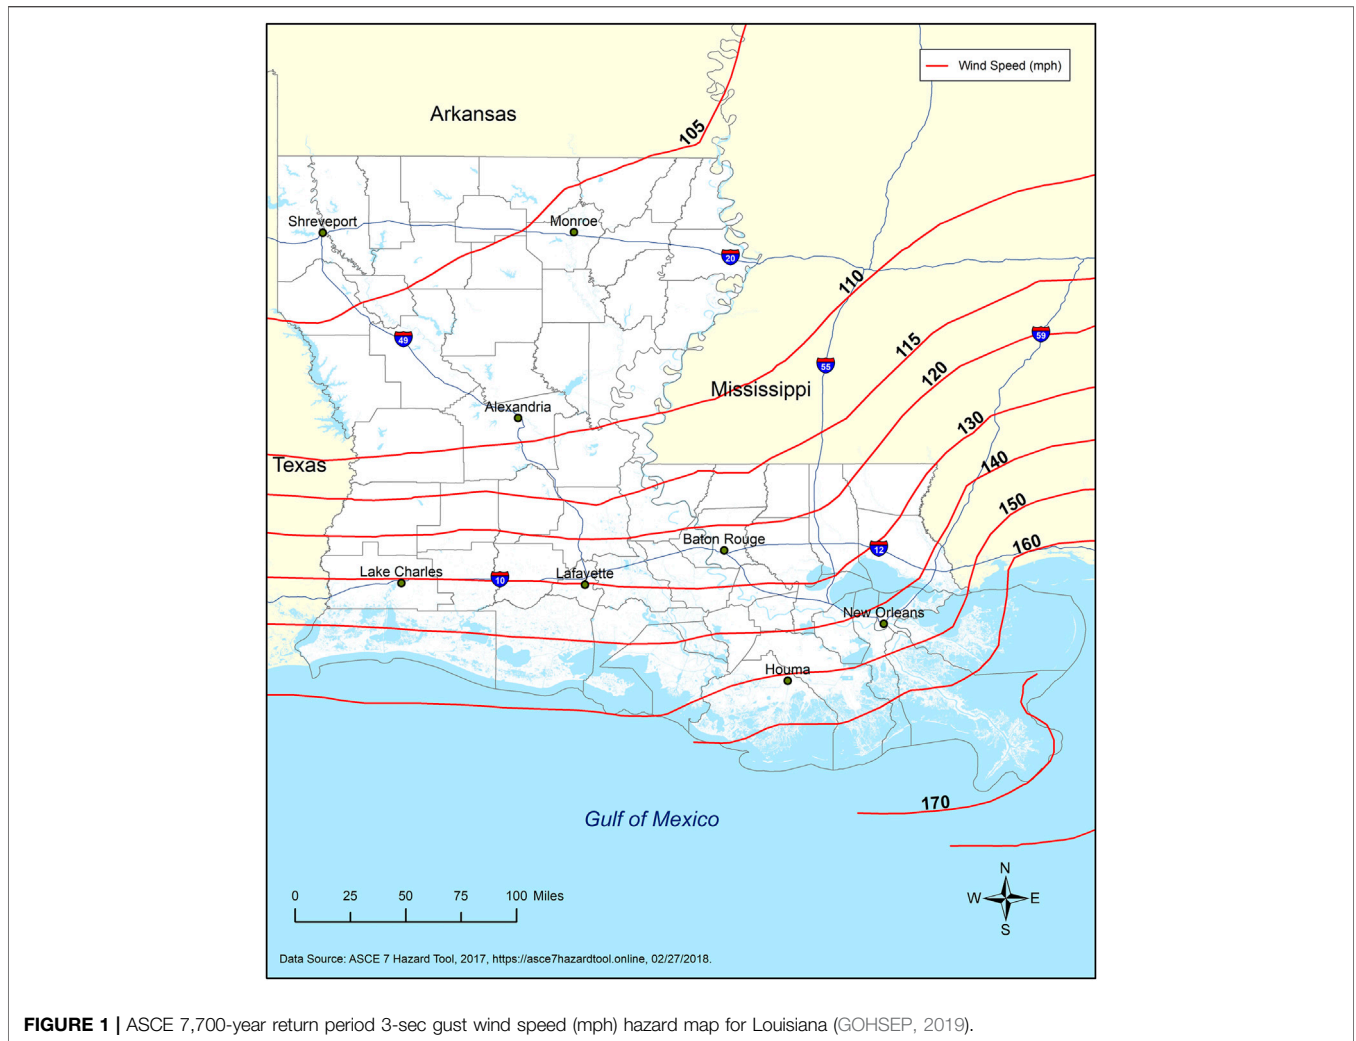 Wind Speed (mph)
Arkansas
105
Shreveport
Monroe
20
110
49
115
59
55
120
Mississippi
Alexandria
130
Texas
140
150
Baton Rouge
12
160
Lake Charles
10
Lafayette
New Orleans
Houma
170
Gulf of Mexico
N
W E
S
0 25 50 75 100 Miles
Data Source: ASCE 7 Hazard Tool, 2017, https://asce7hazardtool.online, 02/27/2018.
FIGURE 1 | ASCE 7,700-year return period 3-sec gust wind speed (mph) hazard map for Louisiana (GOHSEP, 2019).